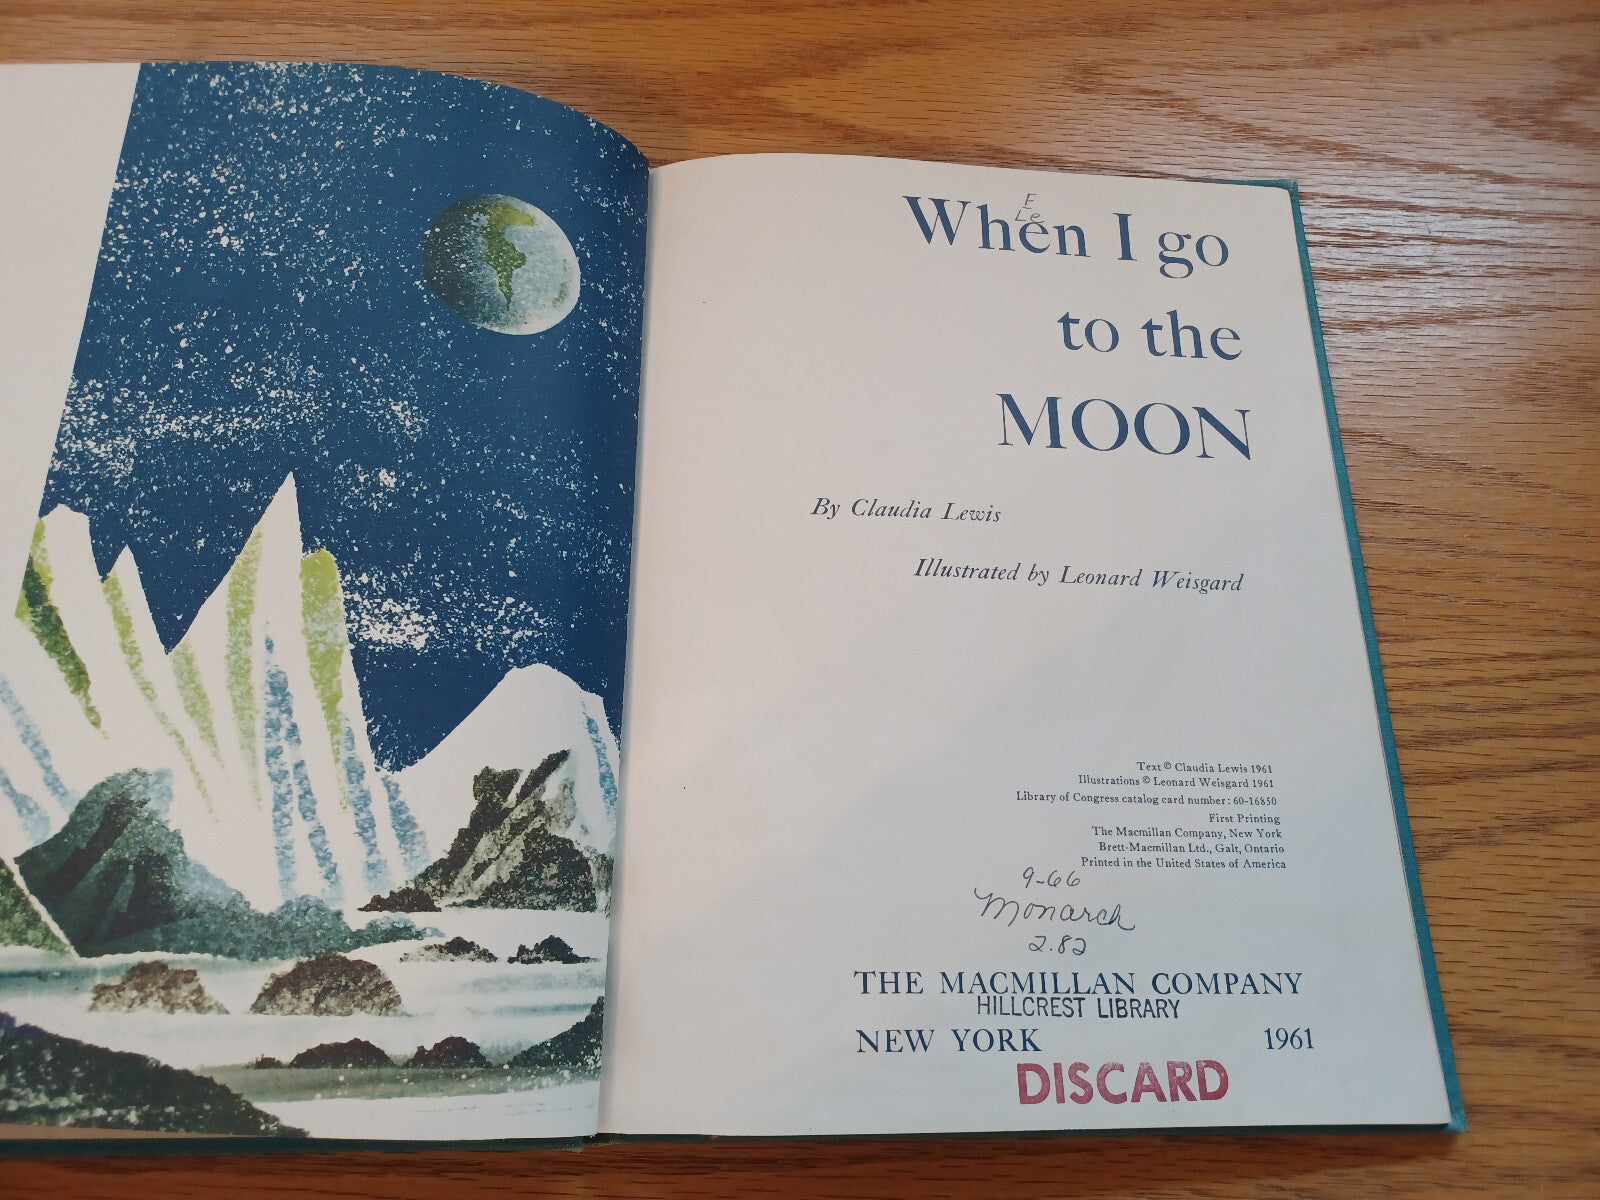 E
Le
When I go
to the
MOON
By Claudia Lewis
Illustrated by Leonard Weisgard
Text © Claudia Lewis 1961
Illustrations © Leonard Weisgard 1961
Library of Congress catalog card number: 60-16850
First Printing
The Macmillan Company, New York
Brett-Macmillan Ltd., Galt, Ontario
Printed in the United States of America
9-66
Monarch
2.82
THE MACMILLAN COMPANY
HILLCREST LIBRARY
NEW YORK 1961
DISCARD